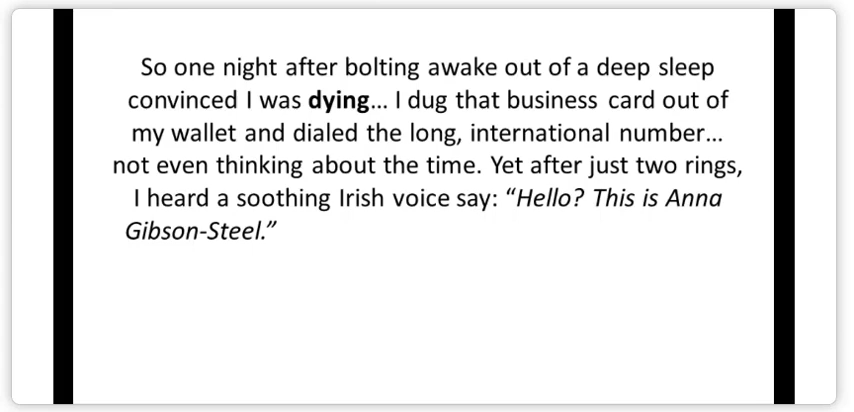 So one night after bolting awake out of a deep sleep
convinced I was dying... I dug that business card out of
my wallet and dialed the long, international number...
not even thinking about the time. Yet after just two rings,
I heard a soothing Irish voice say: “Hello? This is Anna
Gibson-Steel.”